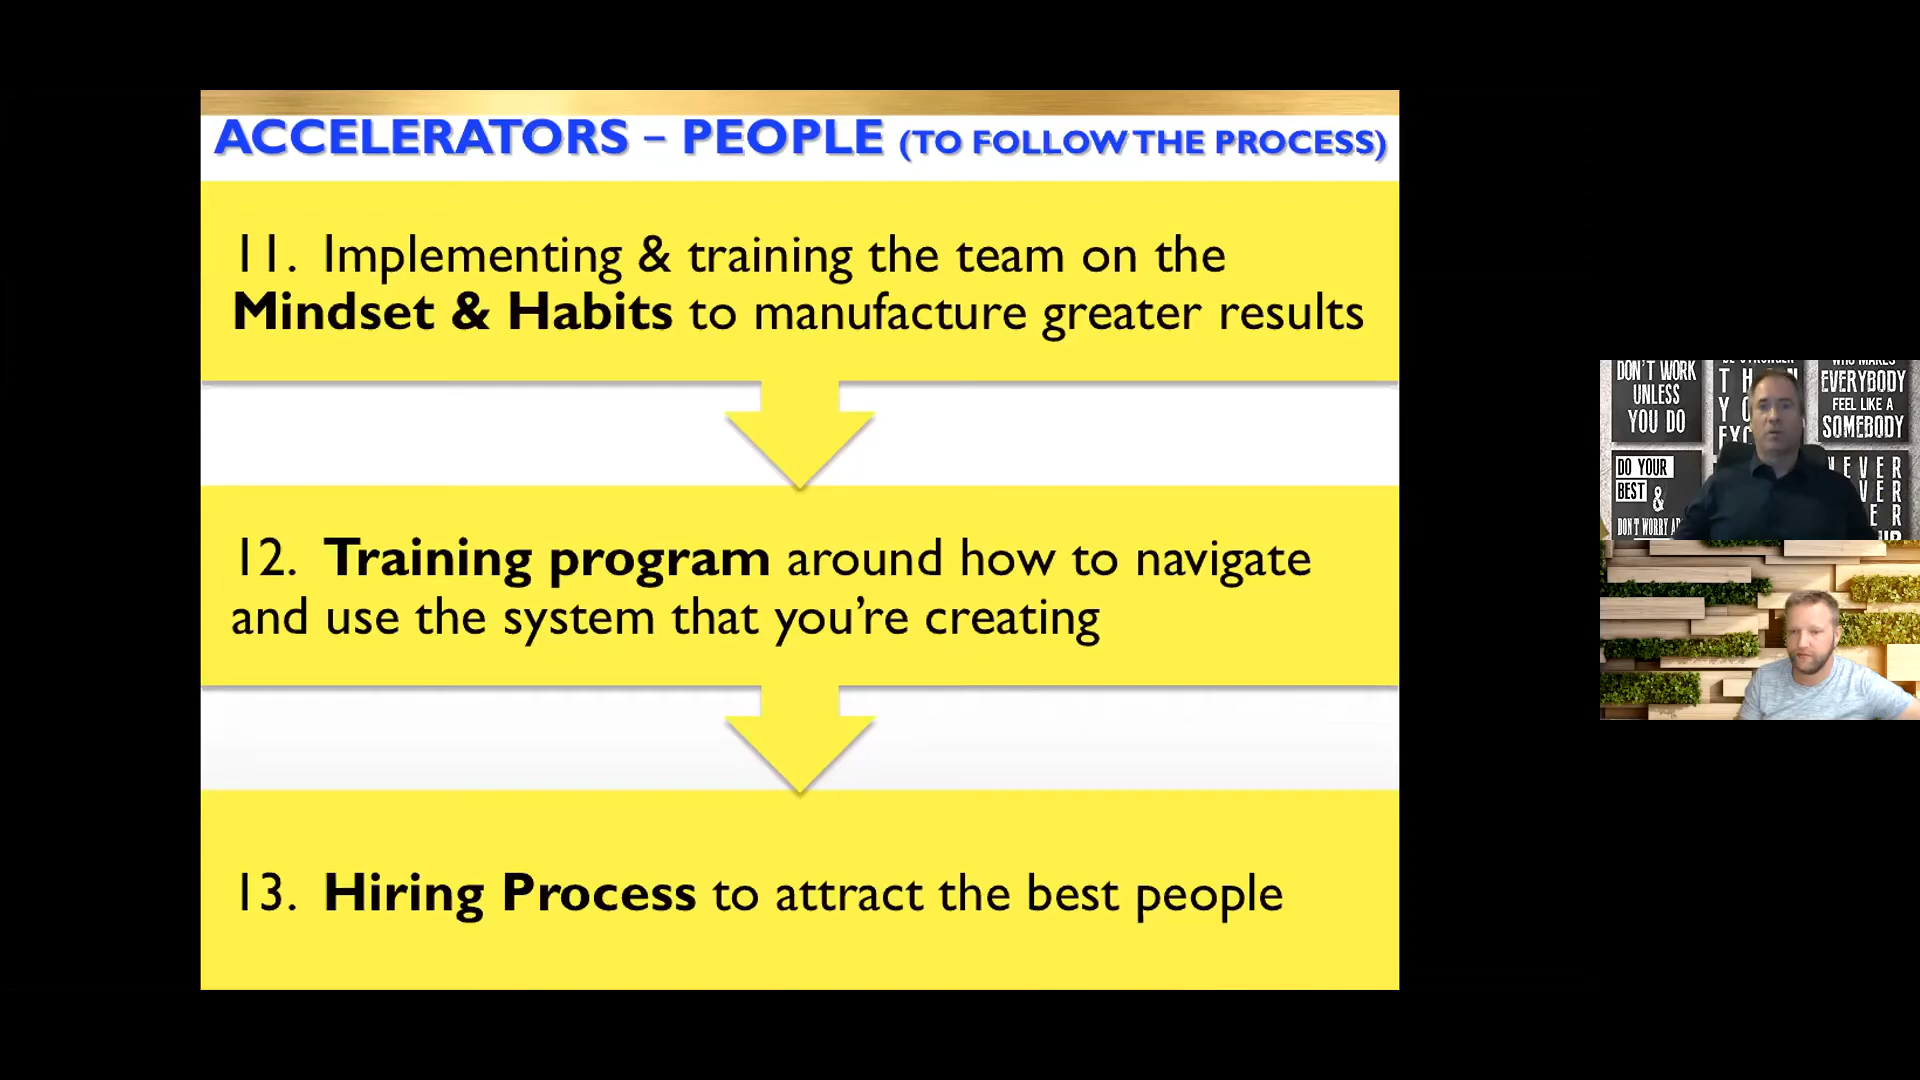 ACCELERATORS – PEOPLE (TO FOLLOW THE PROCESS)
11. Implementing & training the team on the
Mindset & Habits to manufacture greater results
12. Training program around how to navigate
and use the system that you’re creating
13. Hiring Process to attract the best people
DON'T WORK
UNLESS
YOU DO
EVERYBODY
FEEL LIKE A
SOMEBODY
DO YOUR
BEST &
DON'T WORRY